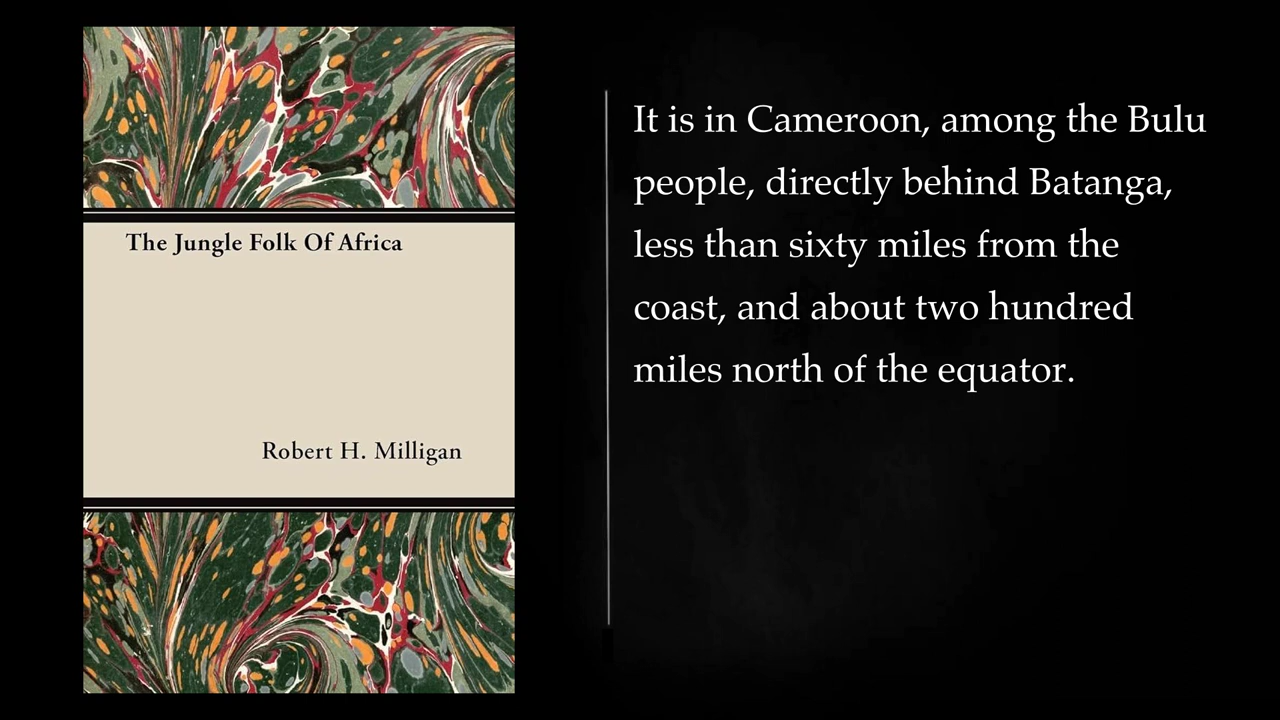 The Jungle Folk Of Africa
Robert H. Milligan
It is in Cameroon, among the Bulu
people, directly behind Batanga,
less than sixty miles from the
coast, and about two hundred
miles north of the equator.